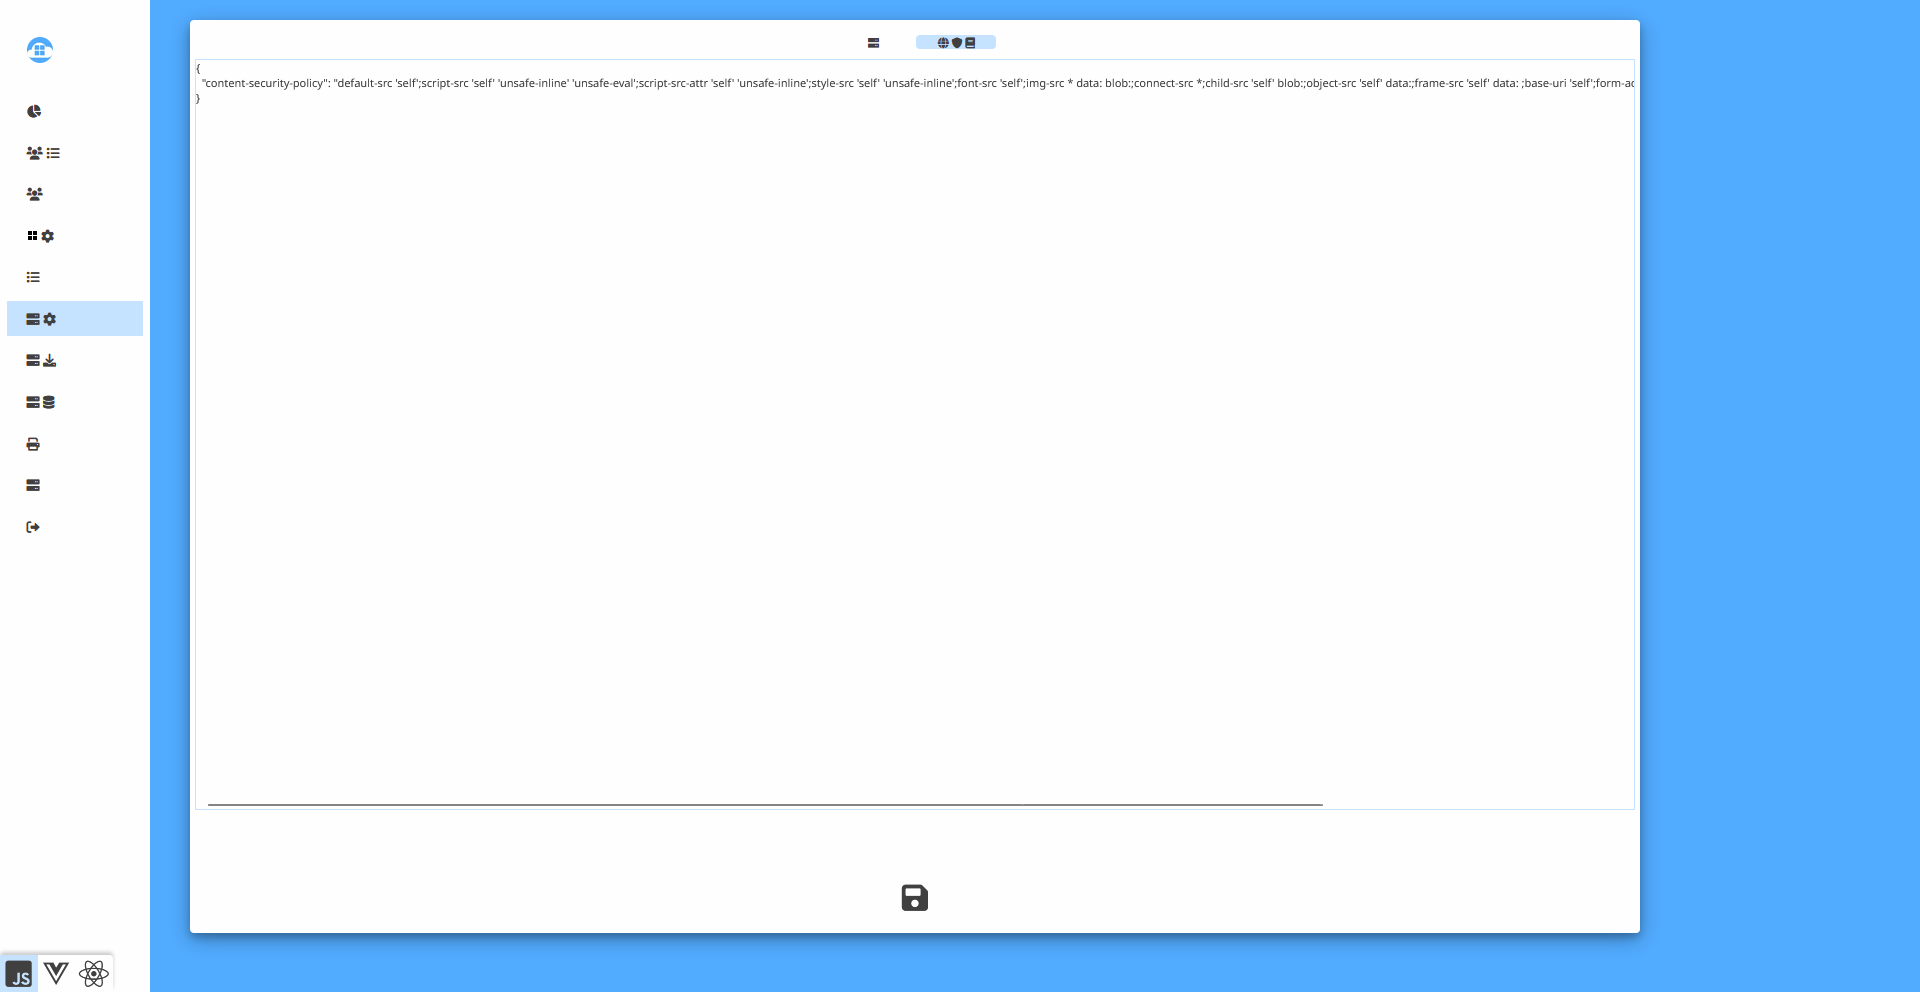 {
"content-security-policy": "default-src 'self';script-src 'self' 'unsafe-inline' 'unsafe-eval';script-src-attr 'self' 'unsafe-inline';style-src 'self' 'unsafe-inline';font-src 'self';img-src * data: blob:;connect-src *;child-src 'self' blob:;object-src 'self' data:;frame-src 'self' data: ;base-uri 'self';form-ac
}
JS